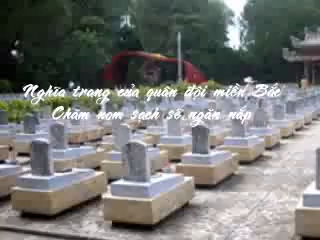 Nghĩa trang của quân đội miền Bắc
Chăm nom sạch sẽ ngăn nắp